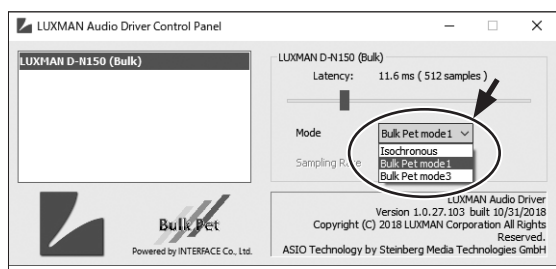 LUXMAN Audio Driver Control Panel
LUXMAN D-N150 (Bulk)
LUXMAN D-N150 (Bulk)
Latency: 11.6 ms ( 512 samples )
Mode Bulk Pet mode1
Isochronous
Bulk Pet mode1
Bulk Pet mode3
Sampling
Bulk Pet
Powered by INTERFACE Co., Ltd.
LUXMAN Audio Driver
Version 1.0.27.103 built 10/31/2018
Copyright (C) 2018 LUXMAN Corporation All Rights
Reserved.
ASIO Technology by Steinberg Media Technologies GmbH